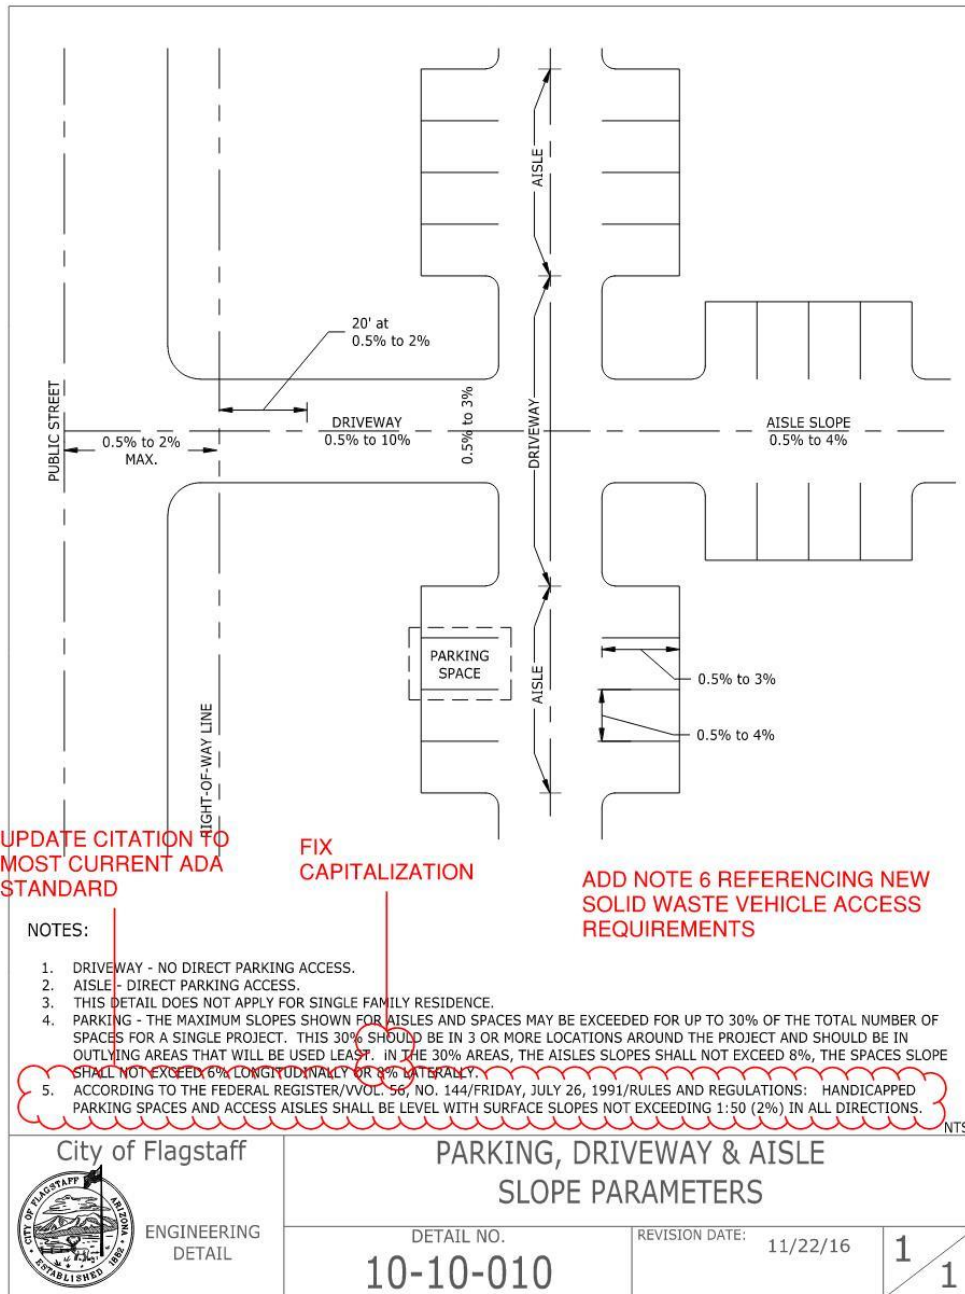 AISLE
20' at
0.5% to 2%
PUBLIC STREET
0.5% to 2%
MAX.
DRIVEWAY
0.5% to 10%
0.5% to 3%
DRIVEWAY
AISLE SLOPE
0.5% to 4%
PARKING
SPACE
AISLE
0.5% to 3%
0.5% to 4%
RIGHT-OF-WAY LINE
UPDATE CITATION TO
MOST CURRENT ADA
STANDARD
FIX
CAPITALIZATION
ADD NOTE 6 REFERENCING NEW
SOLID WASTE VEHICLE ACCESS
REQUIREMENTS
NOTES:
1. DRIVEWAY - NO DIRECT PARKING ACCESS.
2. AISLE - DIRECT PARKING ACCESS.
3. THIS DETAIL DOES NOT APPLY FOR SINGLE FAMILY RESIDENCE.
4. PARKING - THE MAXIMUM SLOPES SHOWN FOR AISLES AND SPACES MAY BE EXCEEDED FOR UP TO 30% OF THE TOTAL NUMBER OF
SPACES FOR A SINGLE PROJECT. THIS 30% SHOULD BE IN 3 OR MORE LOCATIONS AROUND THE PROJECT AND SHOULD BE IN
OUTLYING AREAS THAT WILL BE USED LEAST. IN THE 30% AREAS, THE AISLES SLOPES SHALL NOT EXCEED 8%, THE SPACES SLOPE
SHALL NOT EXCEED 6% LONGITUDINALLY OR 8% LATERALLY.
5. ACCORDING TO THE FEDERAL REGISTER/VVOL. 56, NO. 144/FRIDAY, JULY 26, 1991/RULES AND REGULATIONS: HANDICAPPED
PARKING SPACES AND ACCESS AISLES SHALL BE LEVEL WITH SURFACE SLOPES NOT EXCEEDING 1:50 (2%) IN ALL DIRECTIONS.
NTS
City of Flagstaff
CITY OF FLAGSTAFF ARIZONA
ESTABLISHED 1882
ENGINEERING
DETAIL
PARKING, DRIVEWAY & AISLE
SLOPE PARAMETERS
DETAIL NO.
10-10-010
REVISION DATE:
11/22/16
1
1